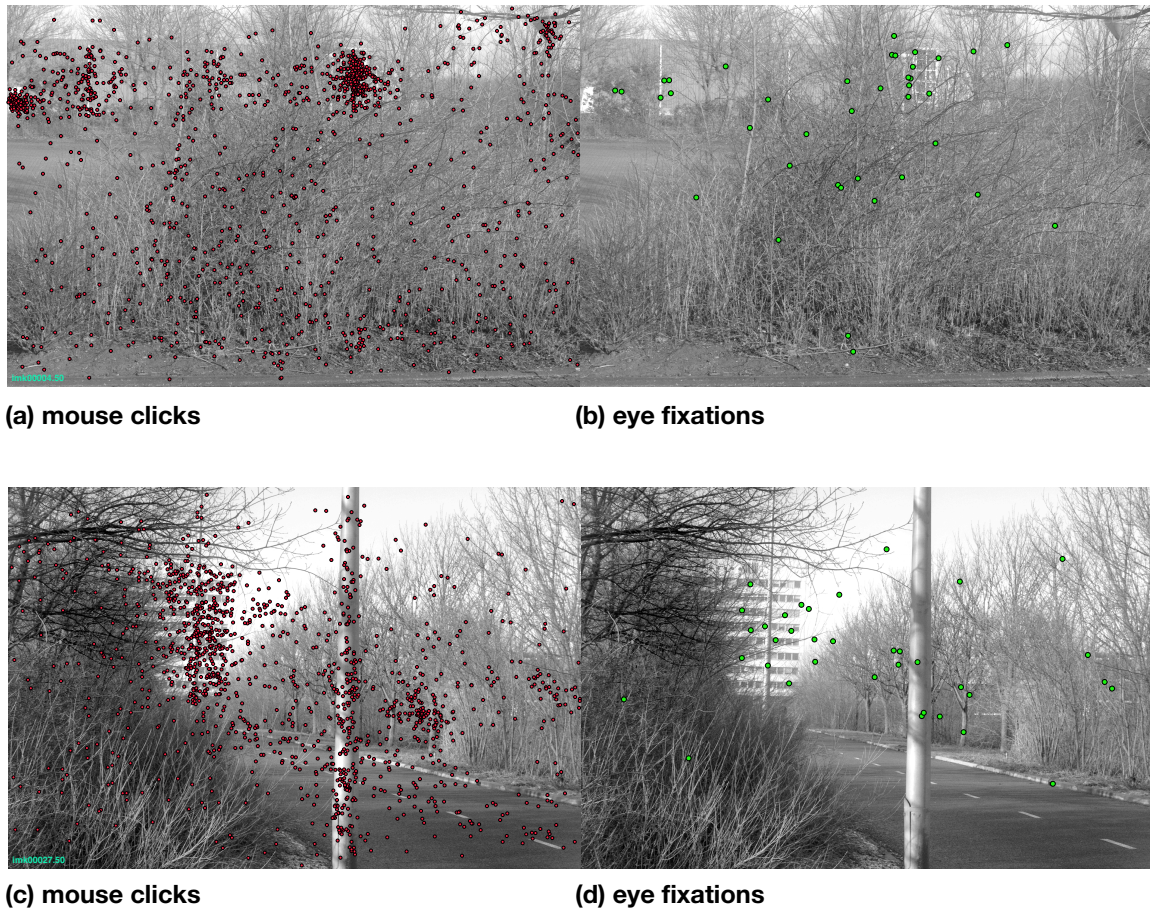 imk00004.50
(a) mouse clicks
(b) eye fixations
imk00027.50
(c) mouse clicks
(d) eye fixations